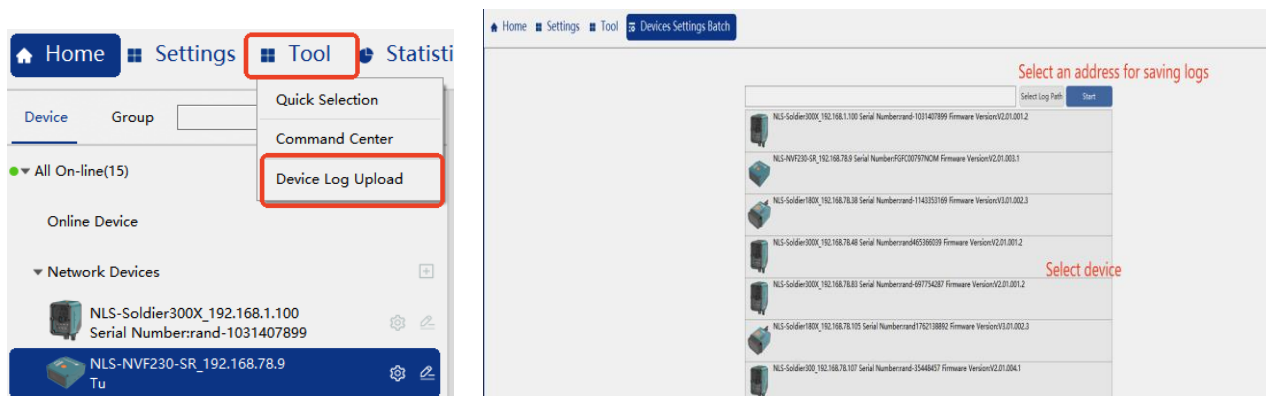 Home Settings Tool Statisti
Quick Selection
Command Center
Device Log Upload
Device Group
All On-line(15)
Online Device
Network Devices
NLS-Soldier300X_192.168.1.100
Serial Number:rand-1031407899
NLS-NVF230-SR_192.168.78.9
Tu
Home Settings Tool Devices Settings Batch
Select an address for saving logs
Select Log Path Start
NLS-Soldier300X_192.168.1.100 Serial Number:rand-1031407899 Firmware Version:V2.01.001.2
NLS-NVF230-SR_192.168.78.9 Serial Number:FGFC00797NOM Firmware Version:V2.01.003.1
NLS-Soldier180X_192.168.78.38 Serial Number:rand-1143353169 Firmware Version:V3.01.002.3
NLS-Soldier300X_192.168.78.48 Serial Number:rand465366039 Firmware Version:V2.01.001.2
Select device
NLS-Soldier300X_192.168.78.83 Serial Number:rand-697754287 Firmware Version:V2.01.001.2
NLS-Soldier180X_192.168.78.105 Serial Number:rand1762138892 Firmware Version:V3.01.002.3
NLS-Soldier300_192.168.78.107 Serial Number:rand-35448457 Firmware Version:V2.01.004.1